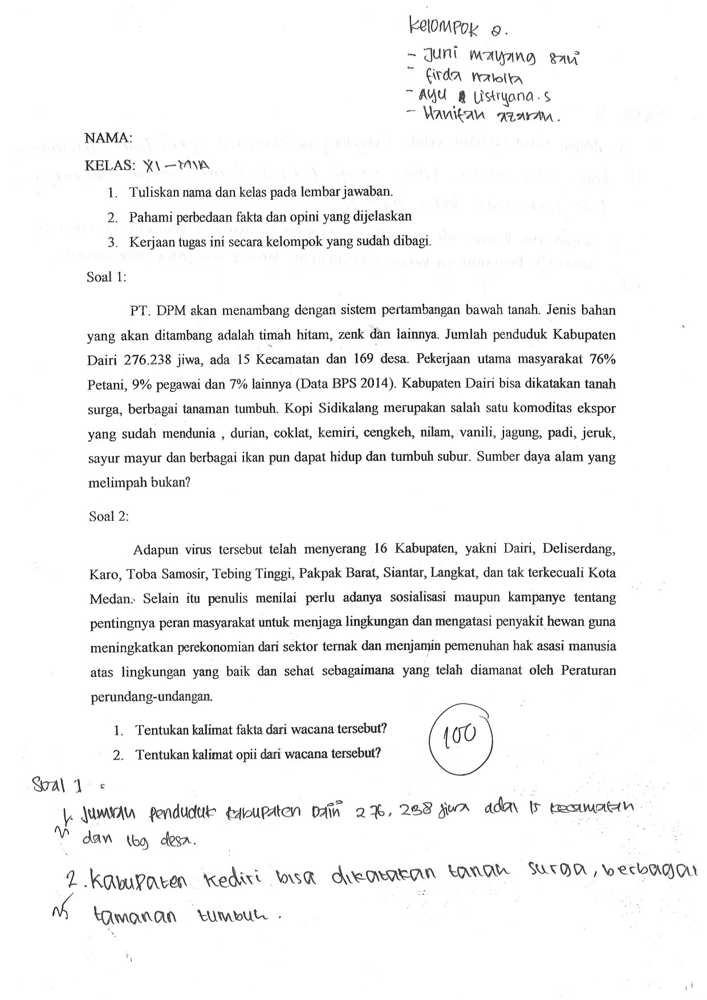 Kelompok 2.
- Juni mayang sari
- firda nabila
- Ayu Listryana.s
- Hanifah azarah.
NAMA:
KELAS: XI-MIA
1. Tuliskan nama dan kelas pada lembar jawaban.
2. Pahami perbedaan fakta dan opini yang dijelaskan
3. Kerjaan tugas ini secara kelompok yang sudah dibagi.
Soal 1:
PT. DPM akan menambang dengan sistem pertambangan bawah tanah. Jenis bahan
yang akan ditambang adalah timah hitam, zenk dan lainnya. Jumlah penduduk Kabupaten
Dairi 276.238 jiwa, ada 15 Kecamatan dan 169 desa. Pekerjaan utama masyarakat 76%
Petani, 9% pegawai dan 7% lainnya (Data BPS 2014). Kabupaten Dairi bisa dikatakan tanah
surga, berbagai tanaman tumbuh. Kopi Sidikalang merupakan salah satu komoditas ekspor
yang sudah mendunia , durian, coklat, kemiri, cengkeh, nilam, vanili, jagung, padi, jeruk,
sayur mayur dan berbagai ikan pun dapat hidup dan tumbuh subur. Sumber daya alam yang
melimpah bukan?
Soal 2:
Adapun virus tersebut telah menyerang 16 Kabupaten, yakni Dairi, Deliserdang,
Karo, Toba Samosir, Tebing Tinggi, Pakpak Barat, Siantar, Langkat, dan tak terkecuali Kota
Medan. Selain itu penulis menilai perlu adanya sosialisasi maupun kampanye tentang
pentingnya peran masyarakat untuk menjaga lingkungan dan mengatasi penyakit hewan guna
meningkatkan perekonomian dari sektor ternak dan menjamin pemenuhan hak asasi manusia
atas lingkungan yang baik dan sehat sebagaimana yang telah diamanat oleh Peraturan
perundang-undangan.
1. Tentukan kalimat fakta dari wacana tersebut?
2. Tentukan kalimat opii dari wacana tersebut?
100
Soal 1 :
1. Jumlah penduduk kabupaten Dairi 276,238 jiwa ada 15 kecamatan
dan 169 desa.
2. Kabupaten Kediri bisa dikatakan tanah surga, berbagai
tamanan tumbuh.